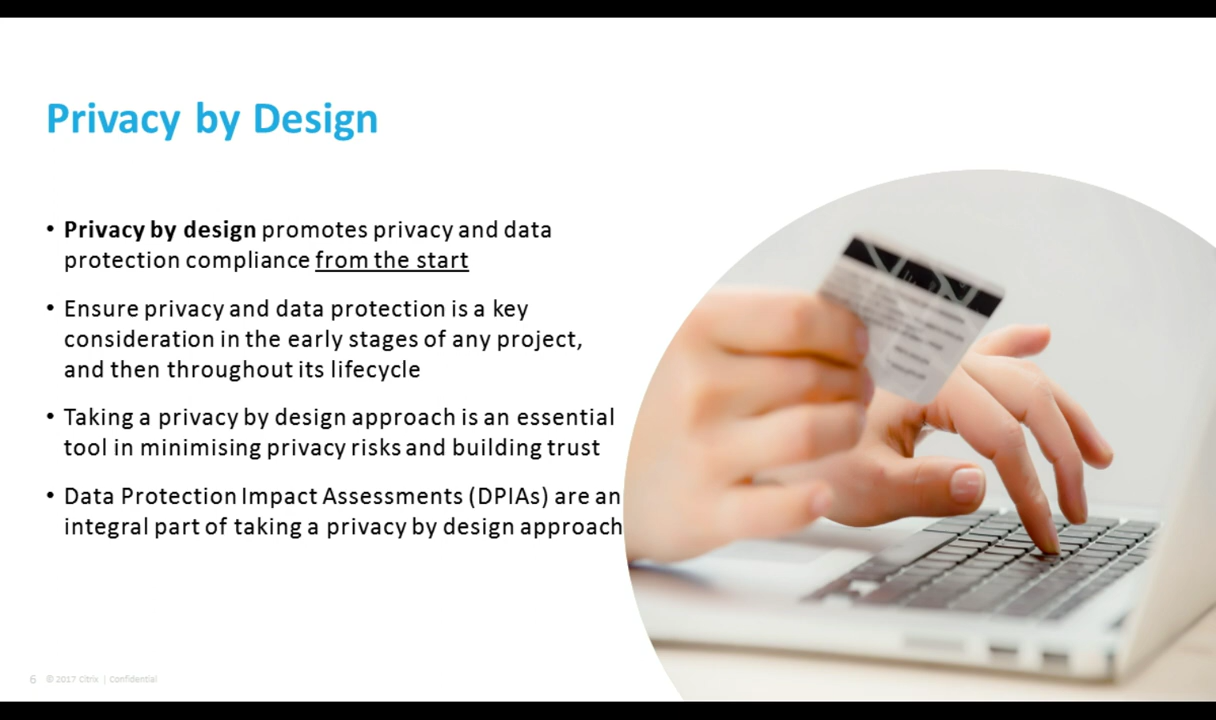 Privacy by Design
• Privacy by design promotes privacy and data
protection compliance from the start
• Ensure privacy and data protection is a key
consideration in the early stages of any project,
and then throughout its lifecycle
• Taking a privacy by design approach is an essential
tool in minimising privacy risks and building trust
• Data Protection Impact Assessments (DPIAs) are an
integral part of taking a privacy by design approach
6 © 2017 Citrix | Confidential